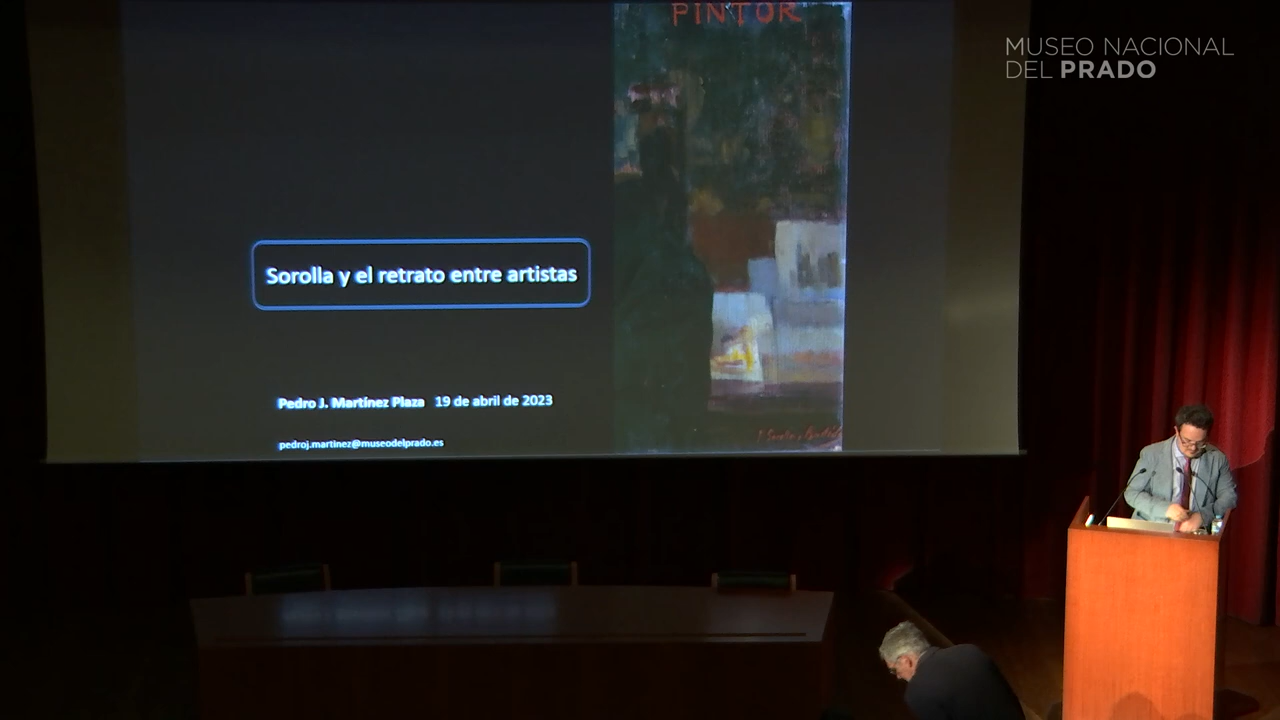 PINTOR
MUSEO NACIONAL
DEL PRADO
Sorolla y el retrato entre artistas
Pedro J. Martínez Plaza 19 de abril de 2023
pedroj.martinez@museodelprado.es